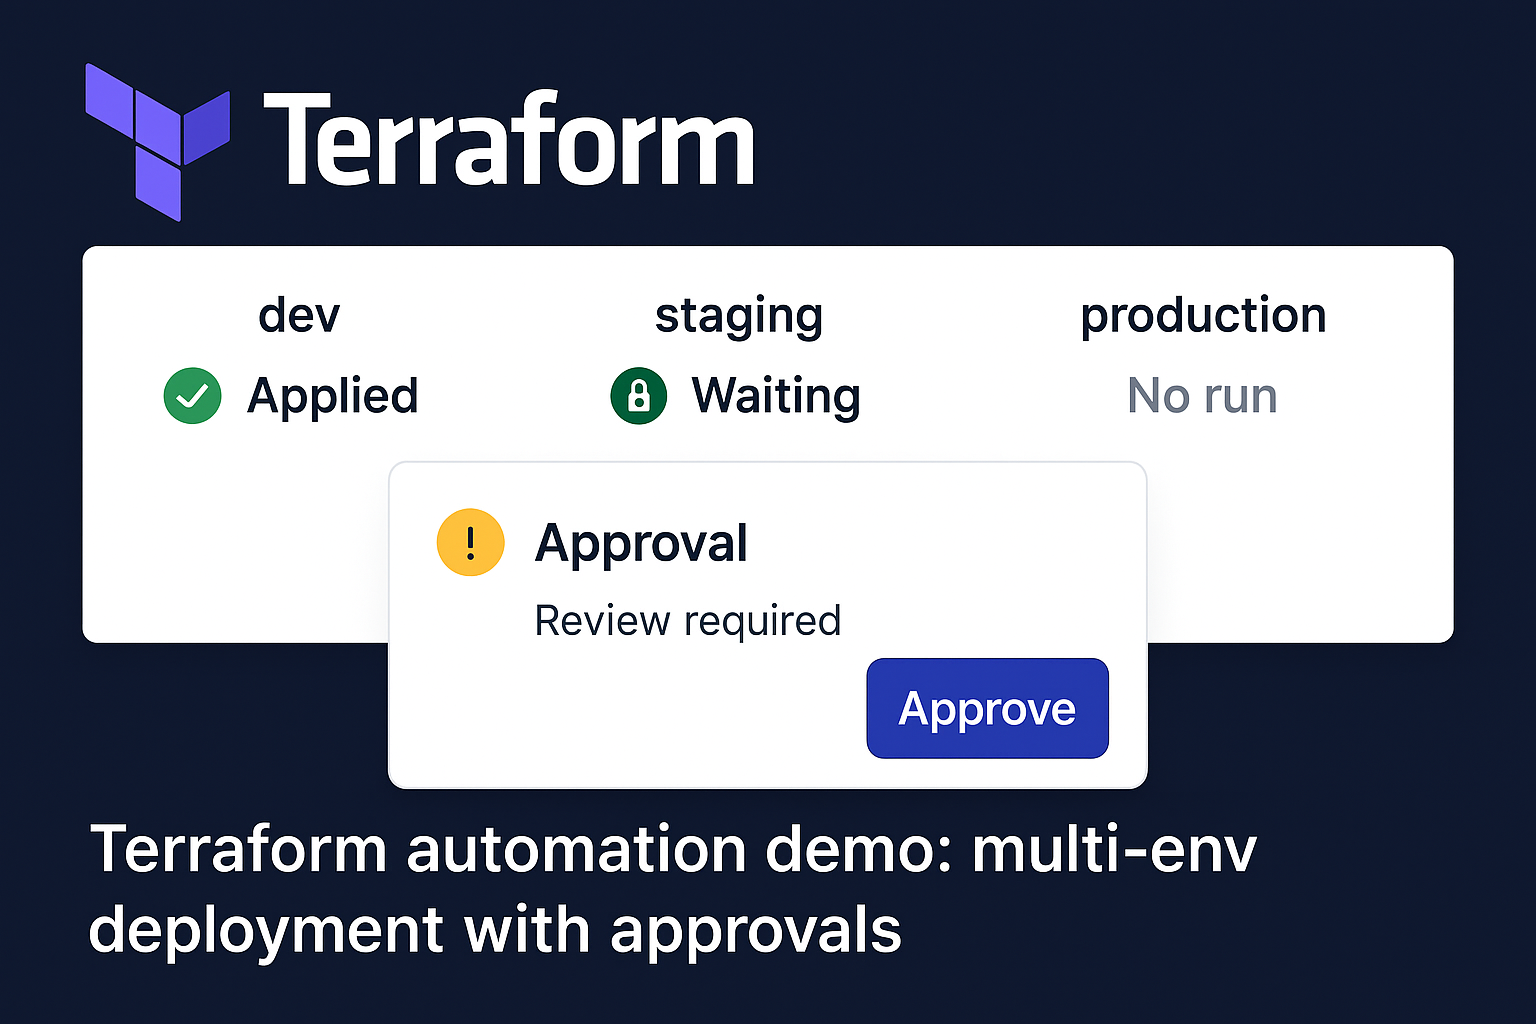 Terraform
dev
staging
production
Applied
Waiting
No run
! Approval
Review required
Approve
Terraform automation demo: multi-env
deployment with approvals